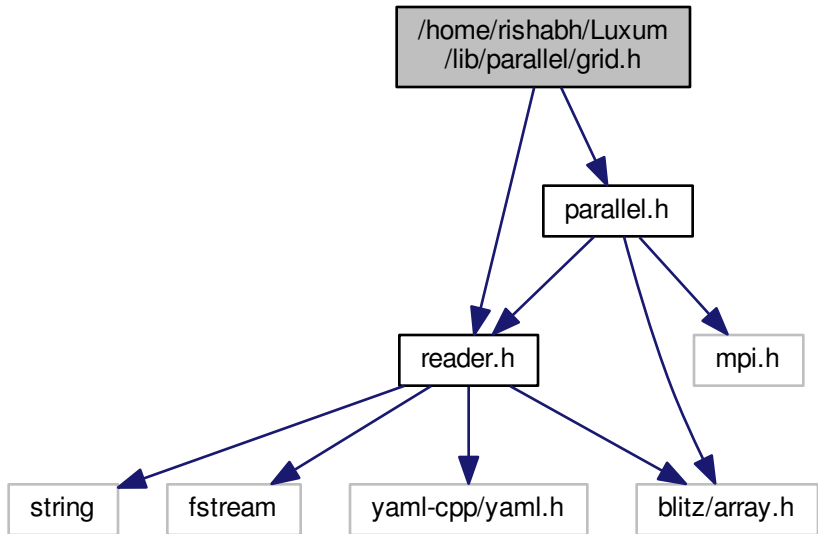 /home/rishabh/Luxum
/lib/parallel/grid.h
parallel.h
reader.h
mpi.h
string
fstream
yaml-cpp/yaml.h
blitz/array.h